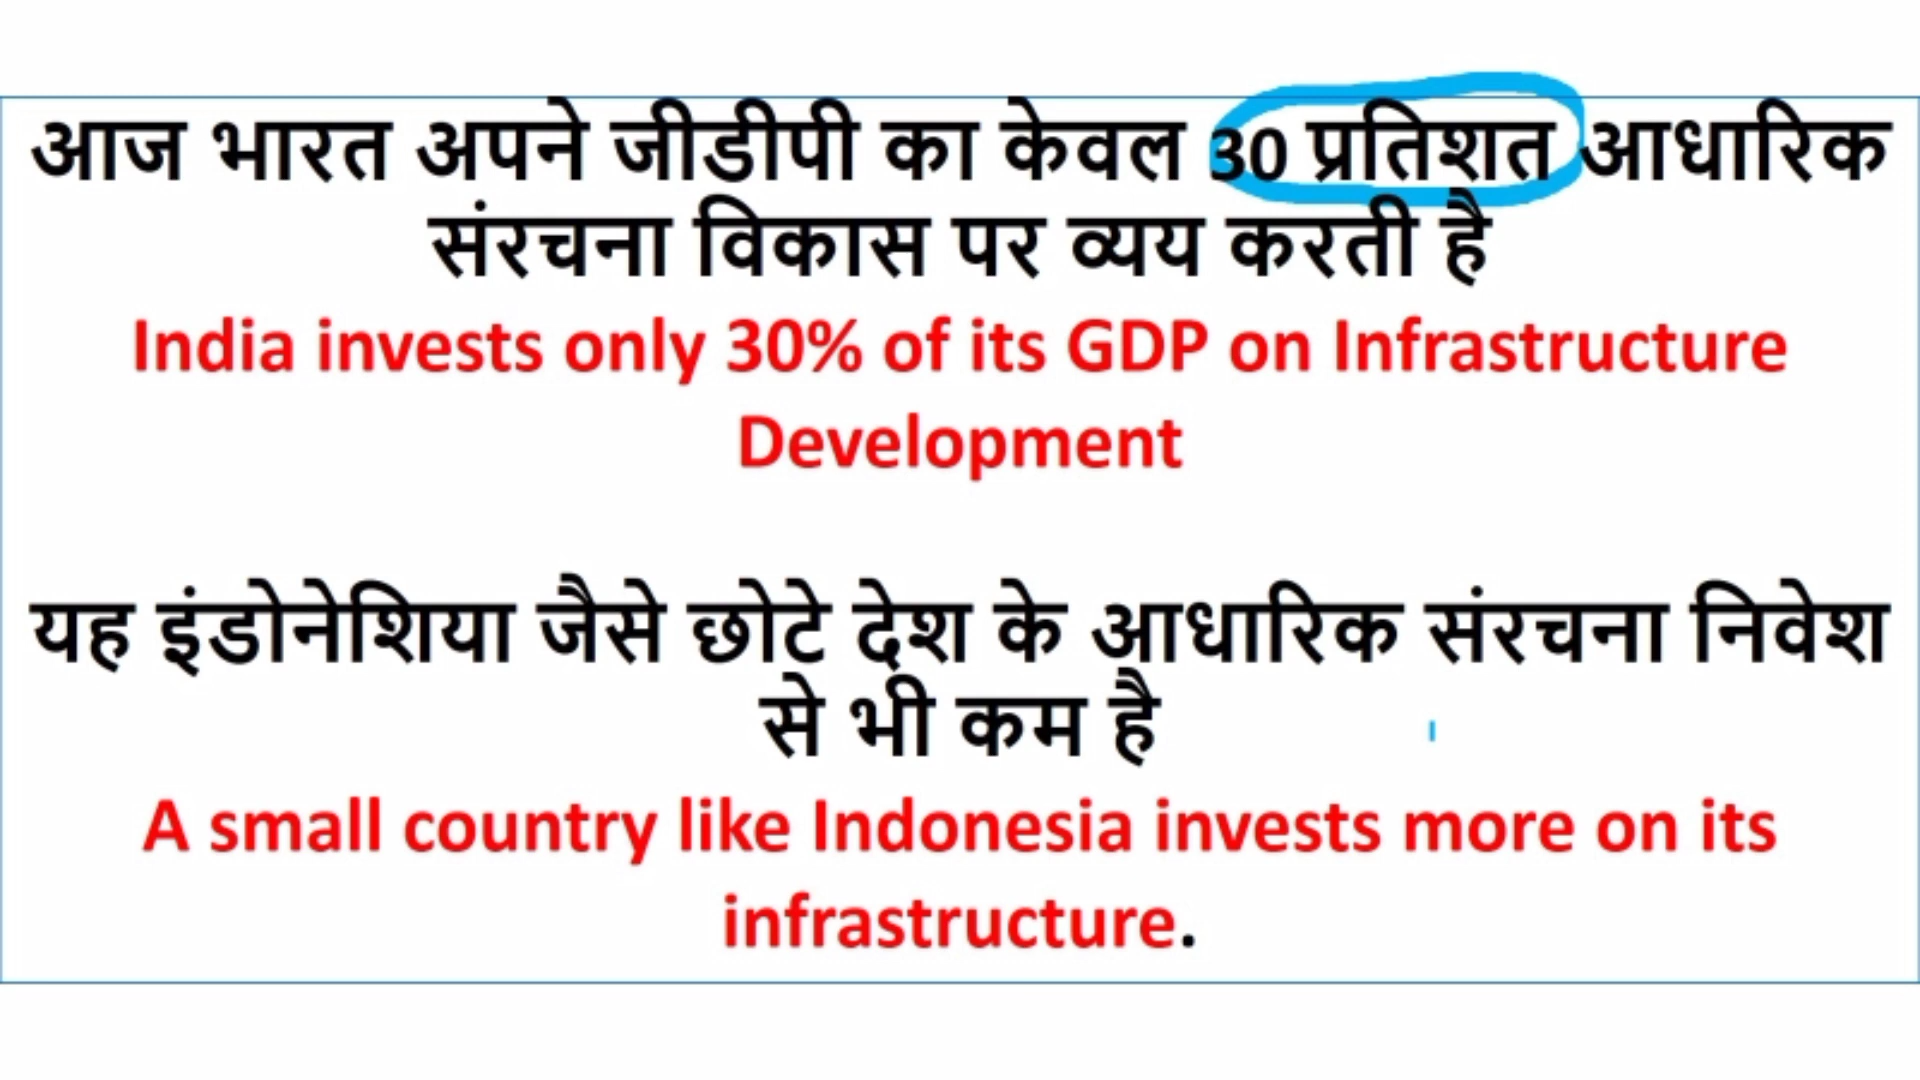 आज भारत अपने जीडीपी का केवल 30 प्रतिशत आधारिक
संरचना विकास पर व्यय करती है
India invests only 30% of its GDP on Infrastructure
Development
यह इंडोनेशिया जैसे छोटे देश के आधारिक संरचना निवेश
से भी कम है
A small country like Indonesia invests more on its
infrastructure.